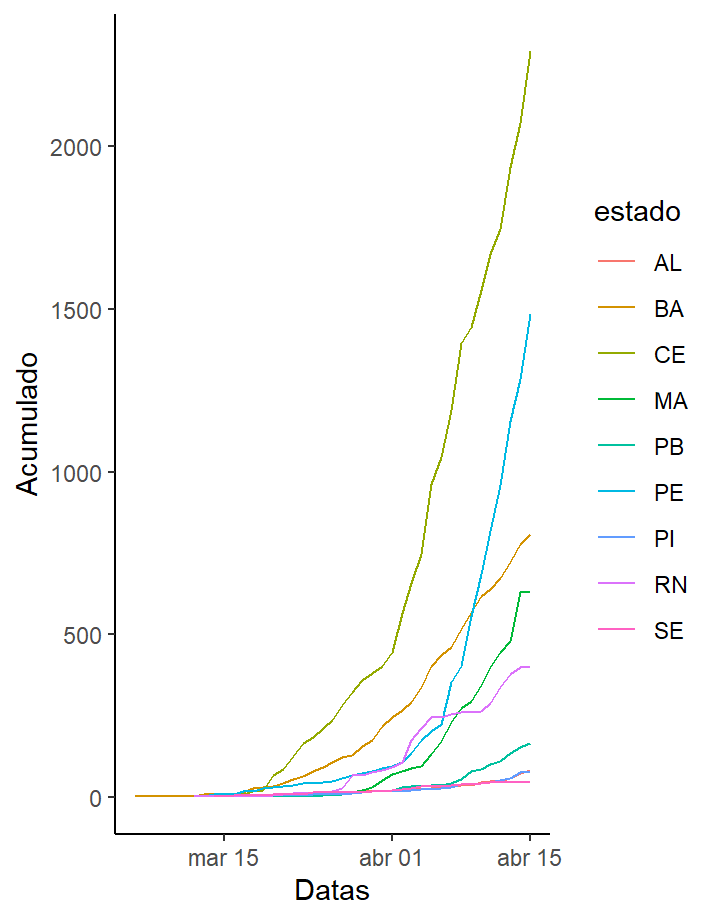 Acumulado
2000
1500
1000
500
0
mar 15
abr 01
abr 15
Datas
estado
AL
BA
CE
MA
PB
PE
PI
RN
SE